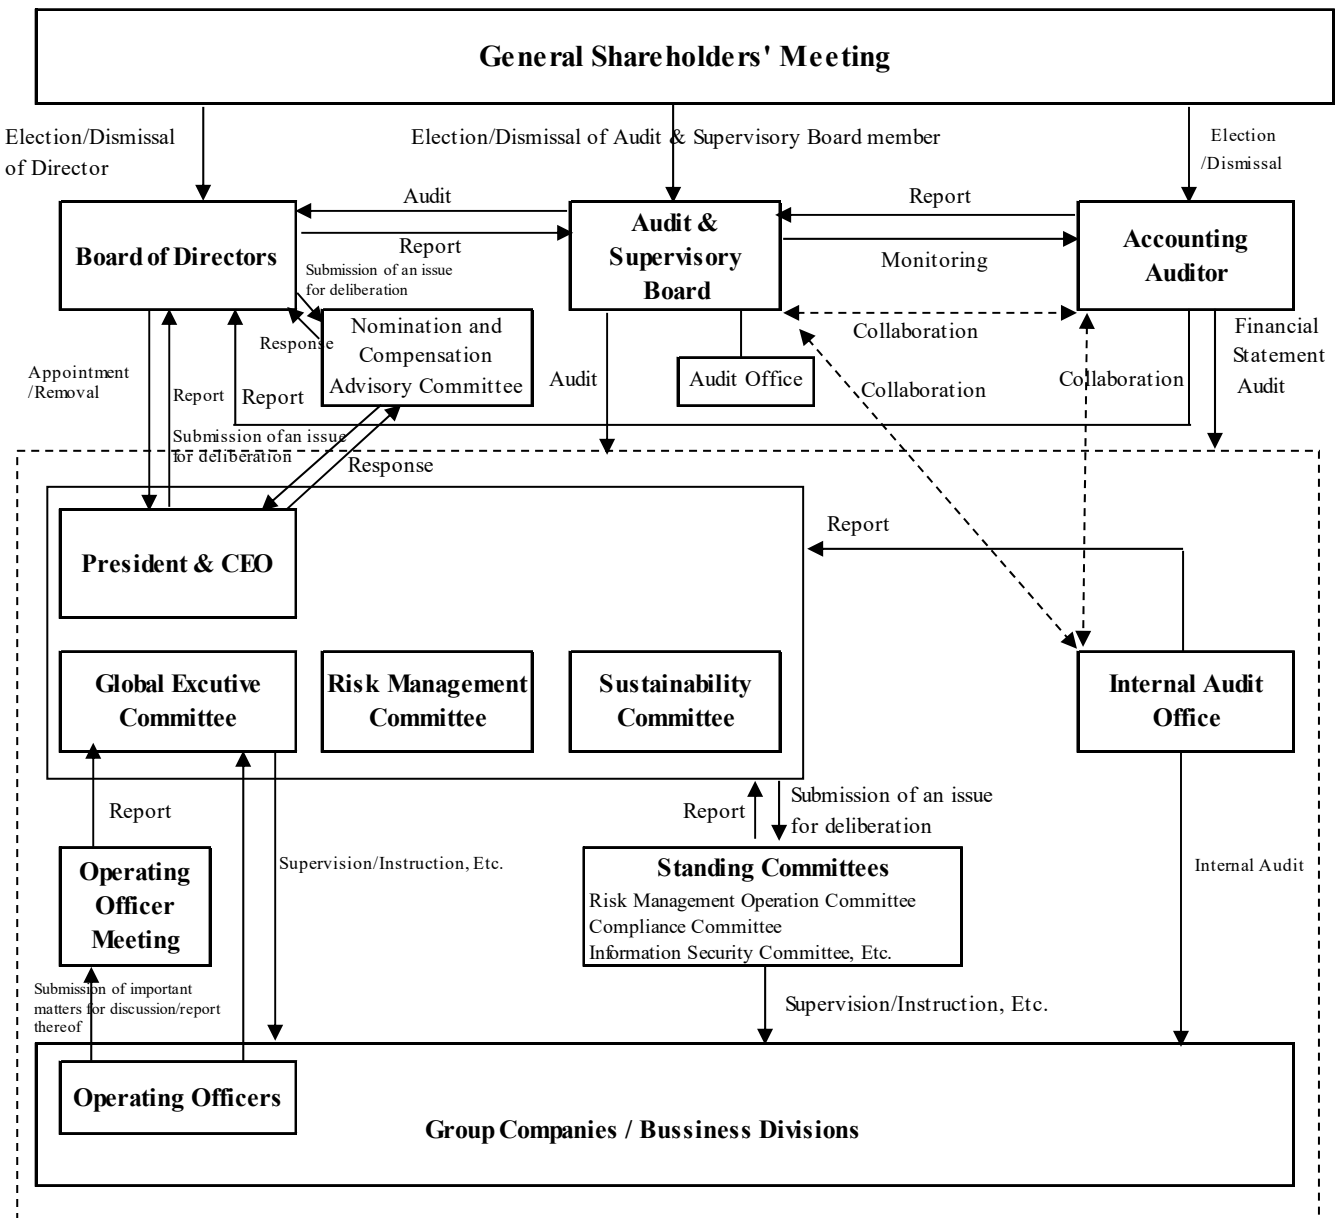 General Shareholders' Meeting
Election/Dismissal
of Director
Election/Dismissal of Audit & Supervisory Board member
Election
/Dismissal
Audit
Report
Board of Directors
Audit &
Supervisory
Board
Accounting
Auditor
Report
Monitoring
Submission of an issue
for deliberation
Nomination and
Compensation
Advisory Committee
Response
Collaboration
Financial
Statement
Audit
Appointment
/Removal
Report
Report
Audit
Audit Office
Collaboration
Collaboration
Submission of an issue
for deliberation
Response
President & CEO
Report
Global Excutive
Committee
Risk Management
Committee
Sustainability
Committee
Internal Audit
Office
Report
Report
Submission of an issue
for deliberation
Operating
Officer
Meeting
Supervision/Instruction, Etc.
Standing Committees
Risk Management Operation Committee
Compliance Committee
Information Security Committee, Etc.
Internal Audit
Submission of important
matters for discussion/report
thereof
Supervision/Instruction, Etc.
Operating Officers
Group Companies / Bussiness Divisions